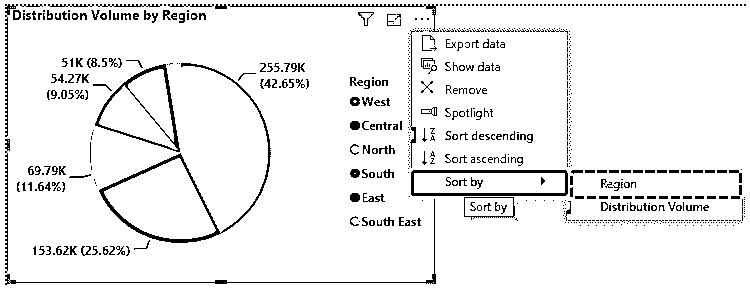 Distribution Volume by Region
51K (8.5%)
54.27K
(9.05%)
255.79K
(42.65%)
69.79K
(11.64%)
153.62K (25.62%)
Region
West
Central
North
South
East
South East
Export data
Show data
Remove
Spotlight
Sort descending
Sort ascending
Sort by
Sort by
Region
Distribution Volume